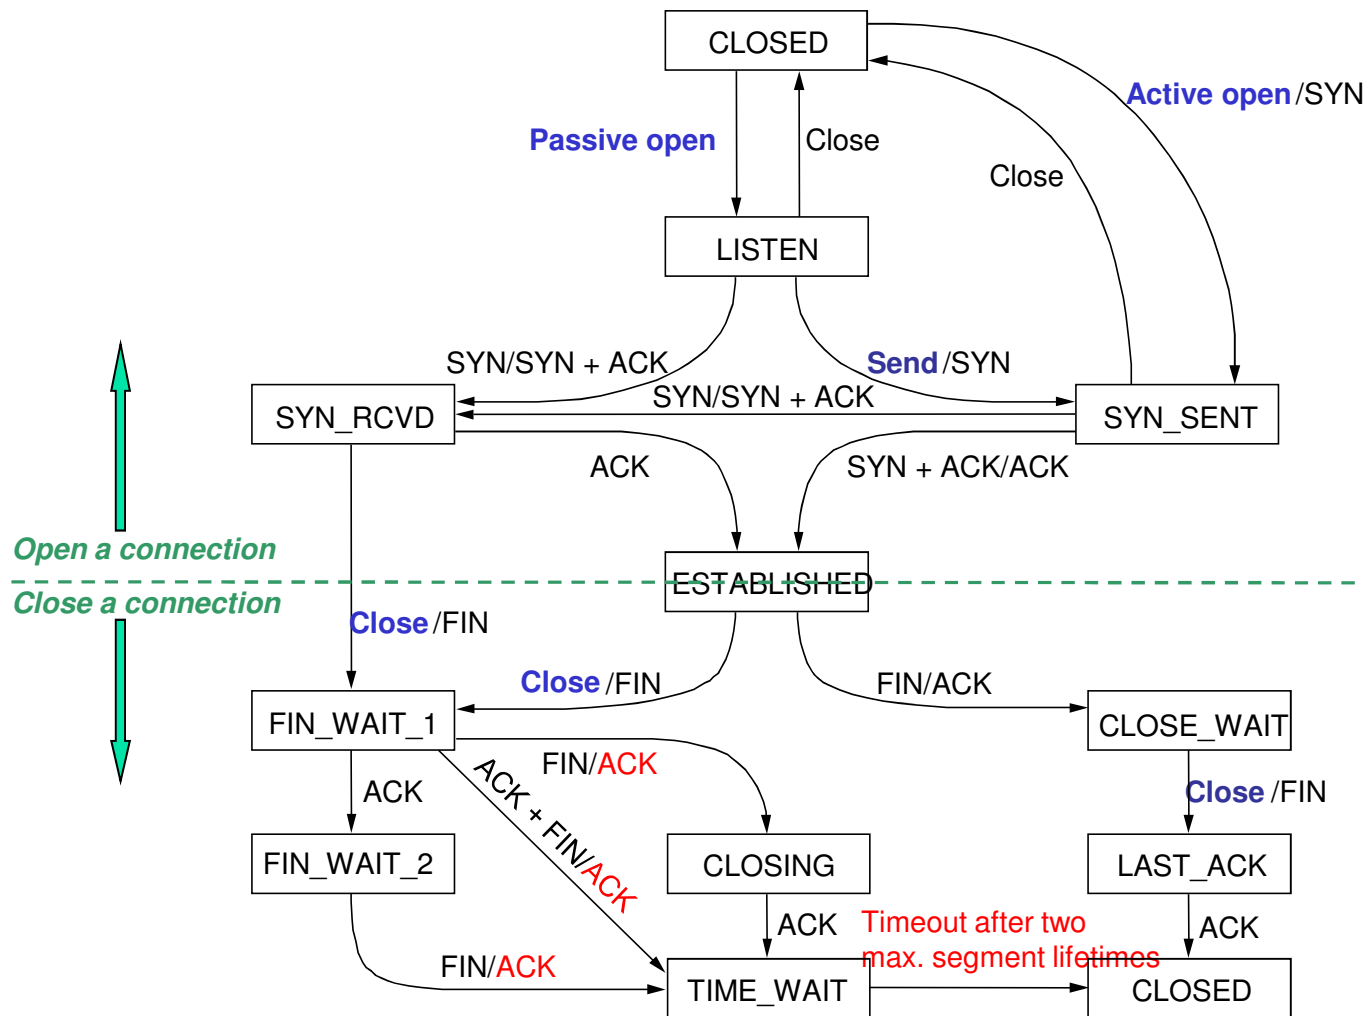 CLOSED
Active open /SYN
Passive open
Close
Close
LISTEN
SYN/SYN + ACK
Send /SYN
SYN/SYN + ACK
SYN_RCVD
SYN_SENT
ACK
SYN + ACK/ACK
Open a connection
ESTABLISHED
Close a connection
Close /FIN
Close /FIN
FIN/ACK
FIN_WAIT_1
CLOSE_WAIT
FIN/ACK
ACK
ACK + FIN/ACK
Close /FIN
FIN_WAIT_2
CLOSING
LAST_ACK
ACK
Timeout after two
max. segment lifetimes
ACK
FIN/ACK
TIME_WAIT
CLOSED